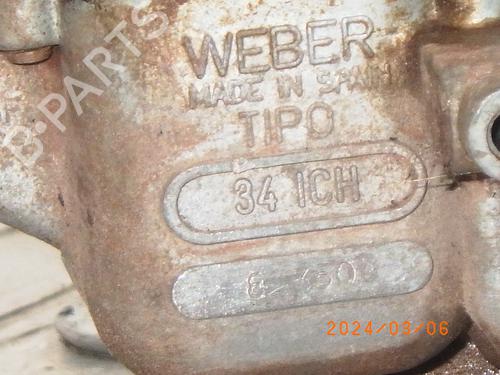 B-PARTS
WEBER
MADE IN SPAIN
TIPO
34 ICH
2024/03/06